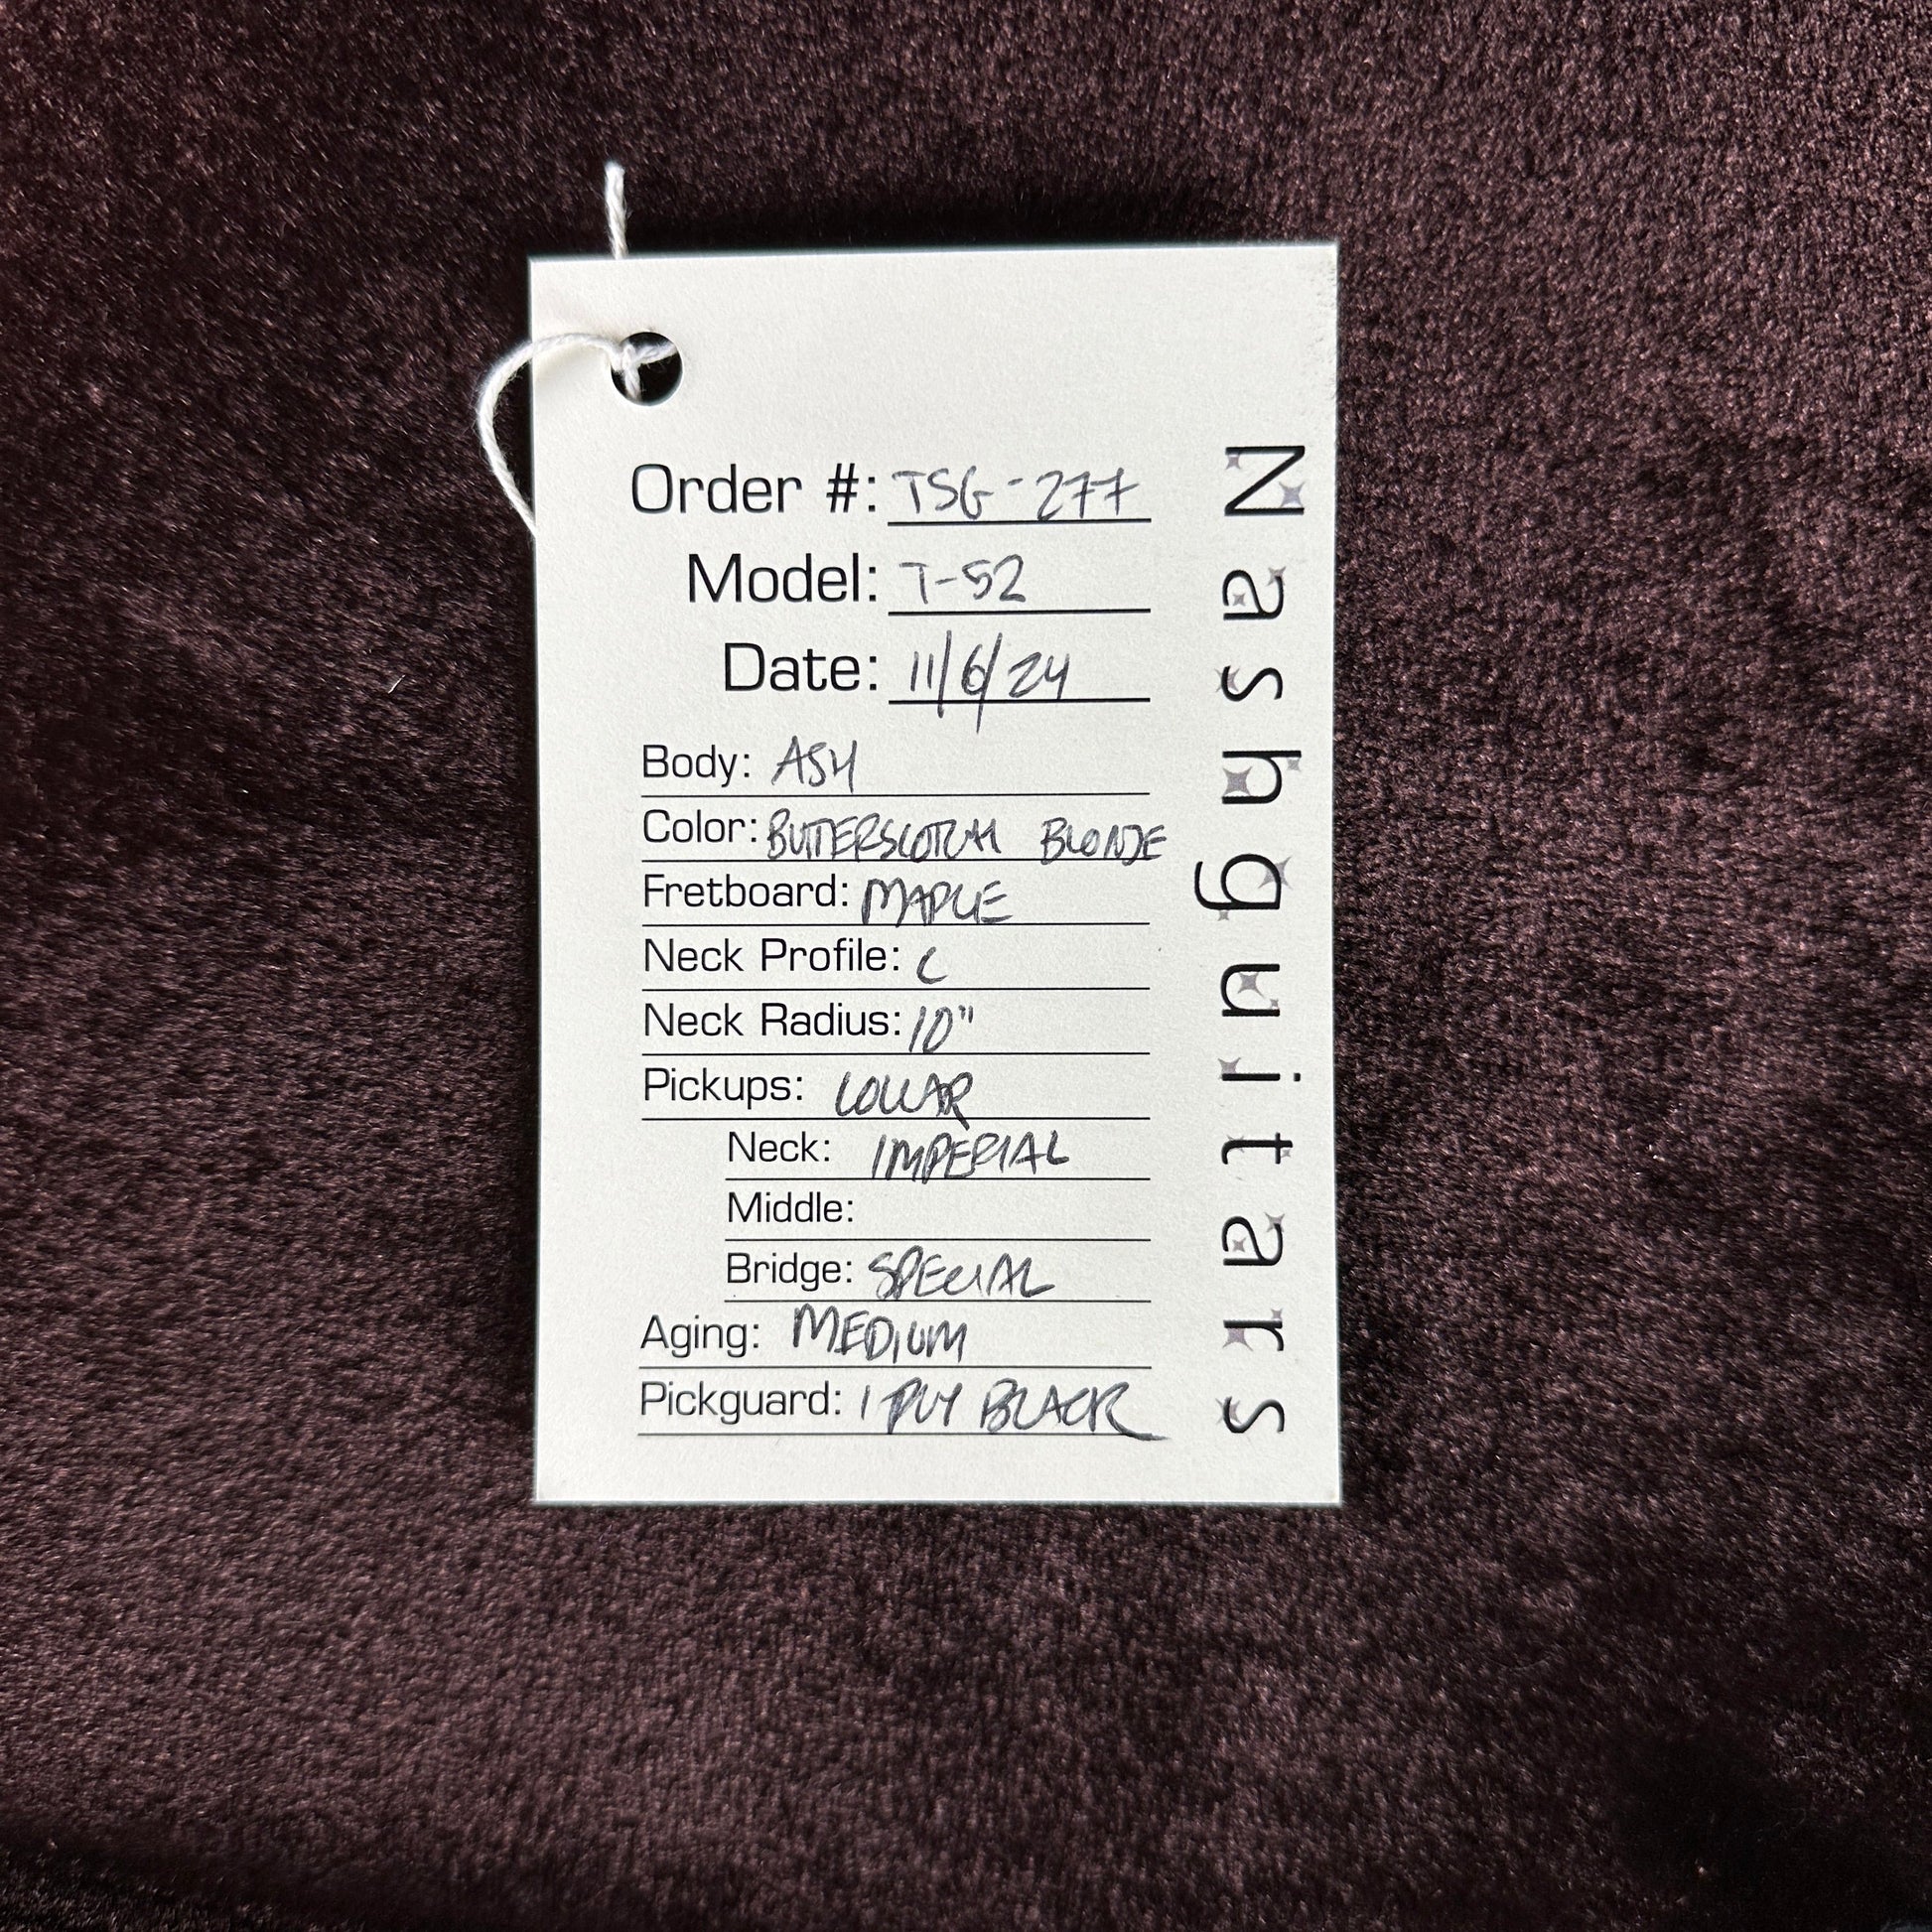 Order #: TSG-277
Model: T-52
Date: 11/6/24
Body: ASH
Color: BUTTERSCOTCH BLONDE
Fretboard: MAPLE
Neck Profile: C
Neck Radius: 10"
Pickups: LOLLAR
Neck: IMPERIAL
Middle:
Bridge: SPECIAL
Aging: MEDIUM
Pickguard: 1 PLY BLACK
Nashguitars